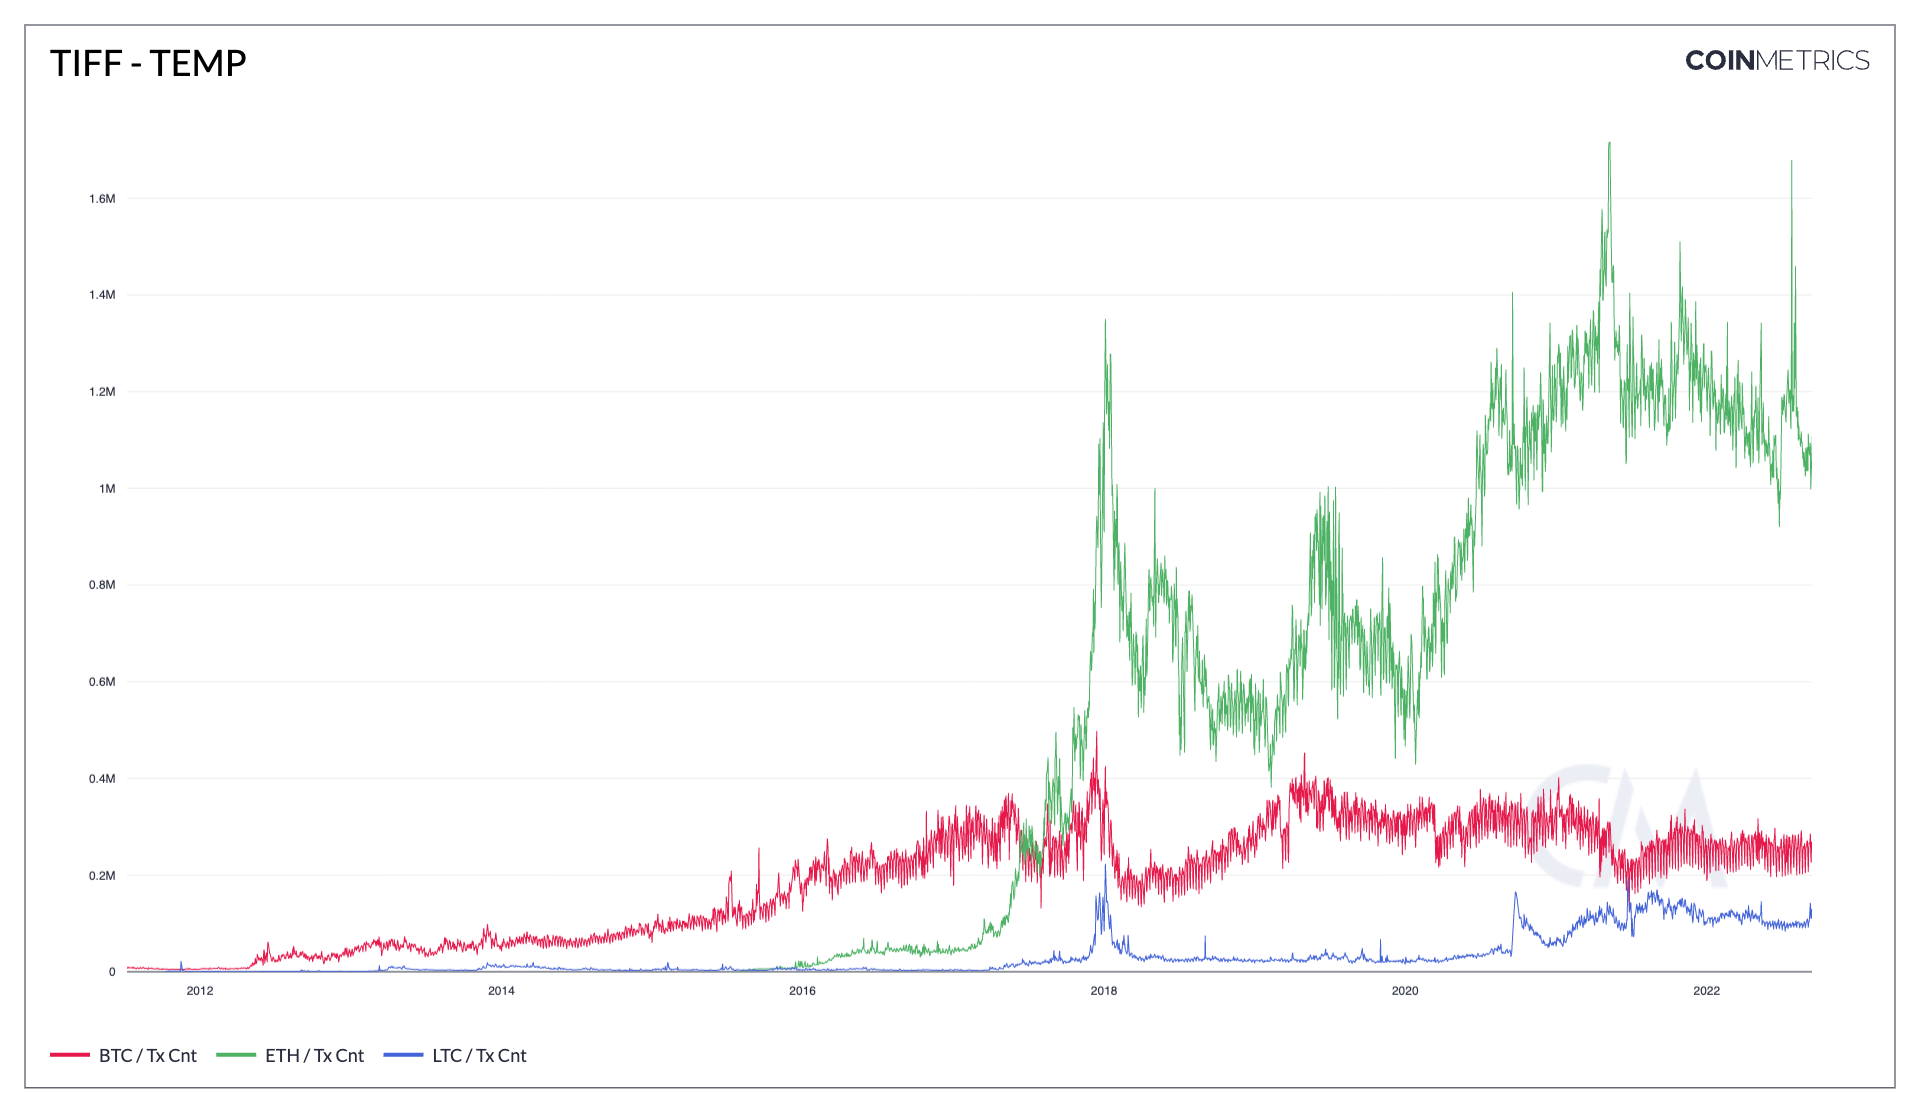 TIFF - TEMP
COINMETRICS
1.6M
1.4M
1.2M
1M
0.8M
0.6M
0.4M
0.2M
0
2012 2014 2016 2018 2020 2022
CM
BTC / Tx Cnt ETH / Tx Cnt LTC / Tx Cnt